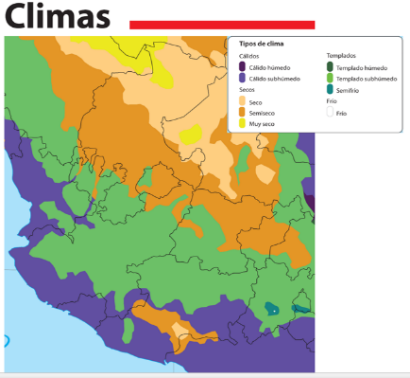 Climas
Tipos de clima
Cálidos
Cálido húmedo
Cálido subhúmedo
Secos
Seco
Semiseco
Muy seco
Templados
Templado húmedo
Templado subhúmedo
Semifrío
Frío
Frío